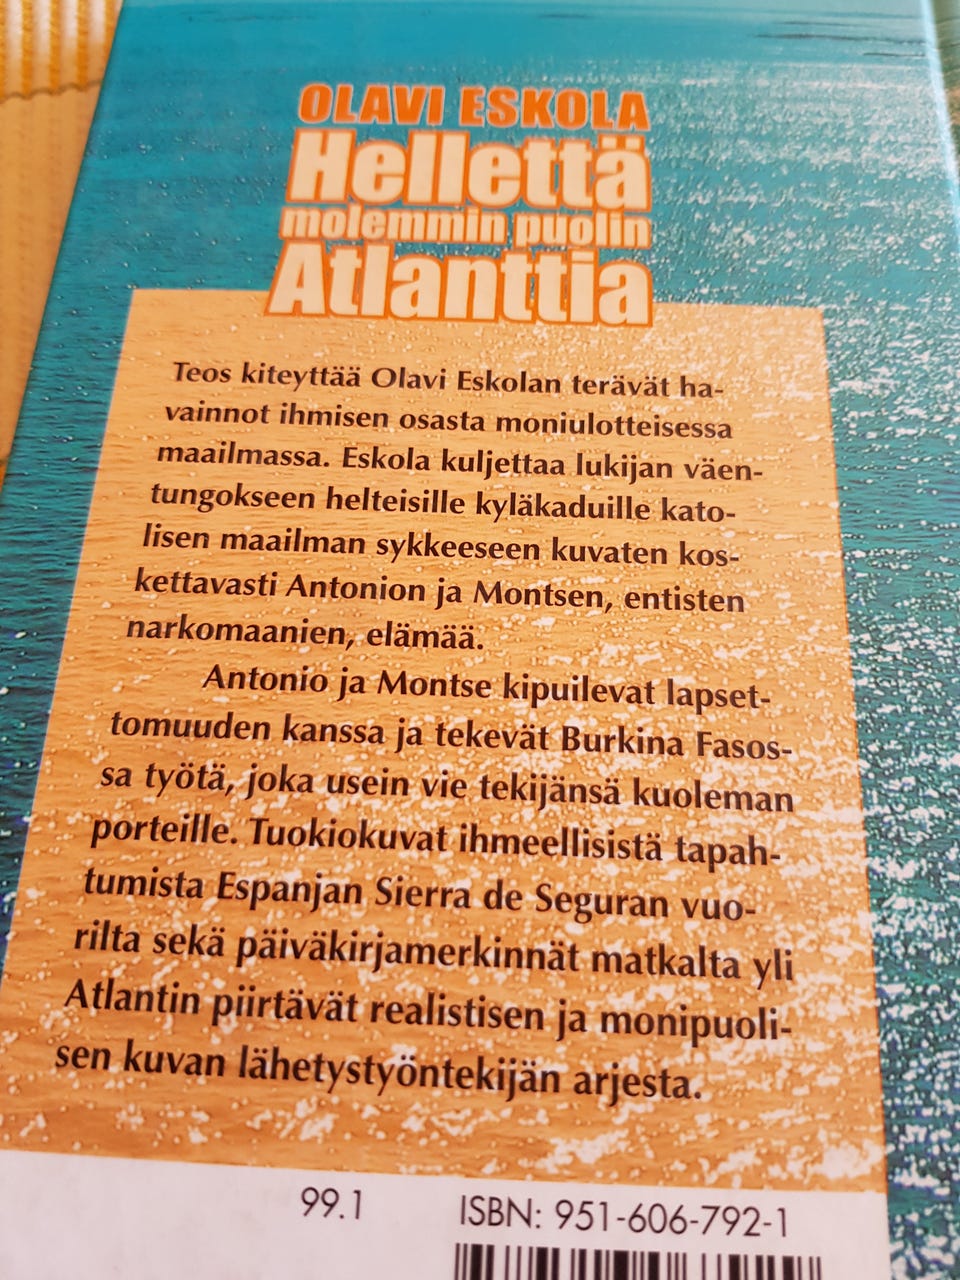 OLAVI ESKOLA
Hellettä
molemmin puolin
Atlanttia
Teos kiteyttää Olavi Eskolan terävät ha-
vainnot ihmisen osasta moniulotteisessa
maailmassa. Eskola kuljettaa lukijan väen-
tungokseen helteisille kyläkaduille kato-
lisen maailman sykkeeseen kuvaten kos-
kettavasti Antonion ja Montsen, entisten
narkomaanien, elämää.
Antonio ja Montse kipuilevat lapset-
tomuuden kanssa ja tekevät Burkina Fasos-
sa työtä, joka usein vie tekijänsä kuoleman
porteille. Tuokiokuvat ihmeellisistä tapah-
tumista Espanjan Sierra de Seguran vuo-
rilta sekä päiväkirjamerkinnät matkalta yli
Atlantin piirtävät realistisen ja monipuoli-
sen kuvan lähetystyöntekijän arjesta.
99.1 ISBN: 951-606-792-1